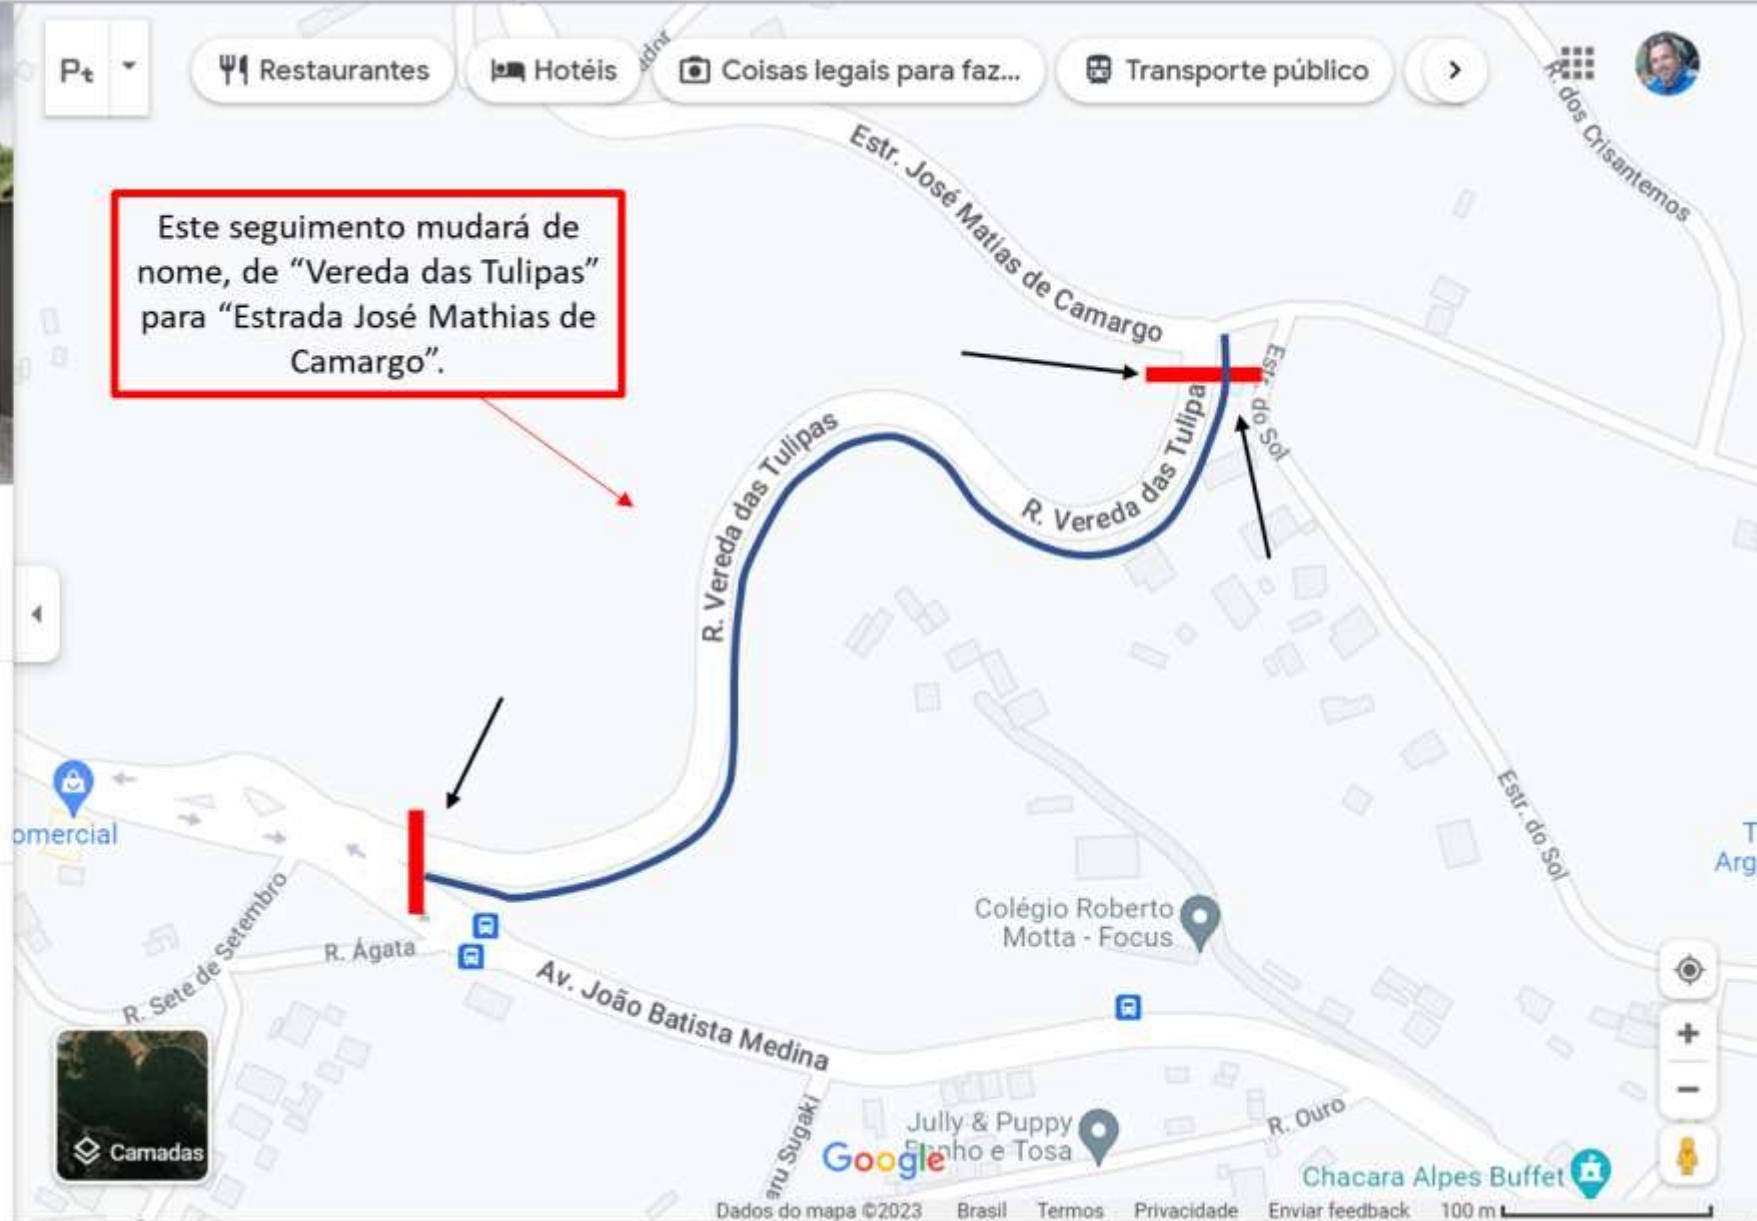 Restaurantes
Hotéis
Coisas legais para faz...
Transporte público
R. dos Crisantemos
Estr. José Matias de Camargo
Este seguimento mudará de
nome, de “Vereda das Tulipas”
para “Estrada José Mathias de
Camargo”.
Estr. do Sol
R. Vereda das Tulipas
R. Vereda das Tulipa
Estr. do Sol
omercial
R. Sete de Setembro
R. Ágata
Av. João Batista Medina
Colégio Roberto
Motta - Focus
Jully & Puppy
nho e Tosa
aru Sugaki
R. Ouro
Chacara Alpes Buffet
T
Arg
Camadas
Google
Dados do mapa ©2023 Brasil Termos Privacidade Enviar feedback 100 m